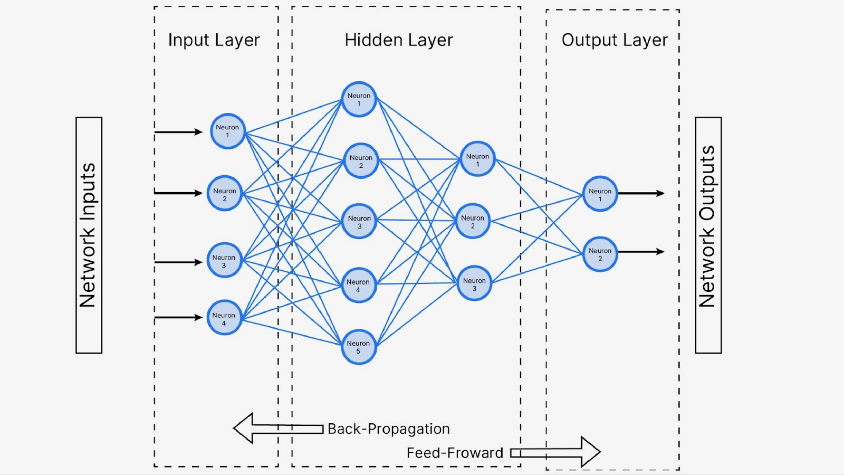 Input Layer
Hidden Layer
Output Layer
Network Inputs
Neuron
1
Neuron
2
Neuron
3
Neuron
4
Neuron
1
Neuron
2
Neuron
3
Neuron
4
Neuron
5
Neuron
1
Neuron
2
Neuron
3
Neuron
1
Neuron
2
Network Outputs
Back-Propagation
Feed-Froward